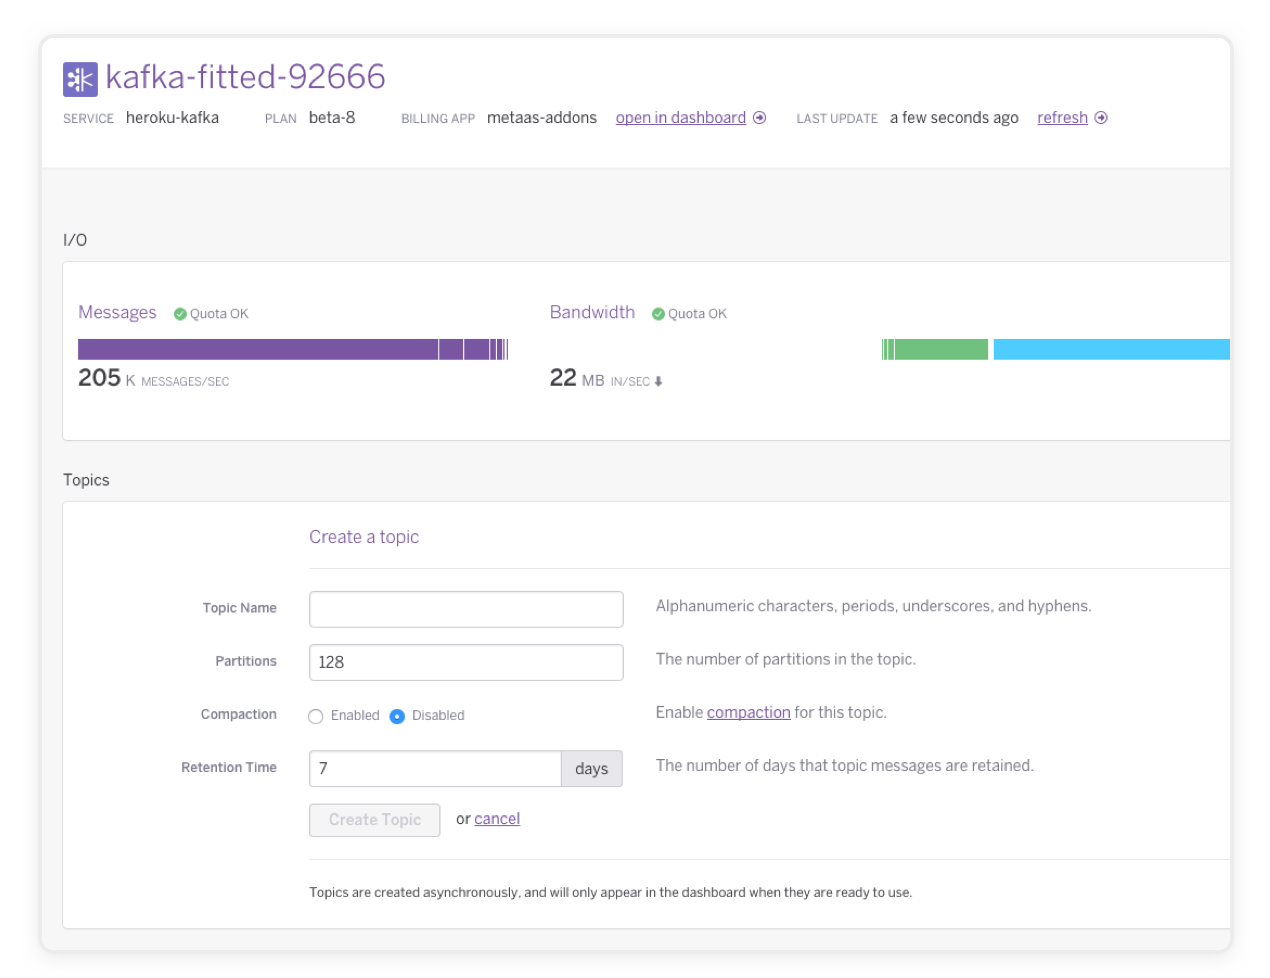 kafka-fitted-92666
SERVICE heroku-kafka PLAN beta-8 BILLING APP metaas-addons open in dashboard LAST UPDATE a few seconds ago refresh
I/O
Messages Quota OK Bandwidth Quota OK
205 K MESSAGES/SEC 22 MB IN/SEC
Topics
Create a topic
Topic Name Alphanumeric characters, periods, underscores, and hyphens.
Partitions 128 The number of partitions in the topic.
Compaction Enabled Disabled Enable compaction for this topic.
Retention Time 7 days The number of days that topic messages are retained.
Create Topic or cancel
Topics are created asynchronously, and will only appear in the dashboard when they are ready to use.